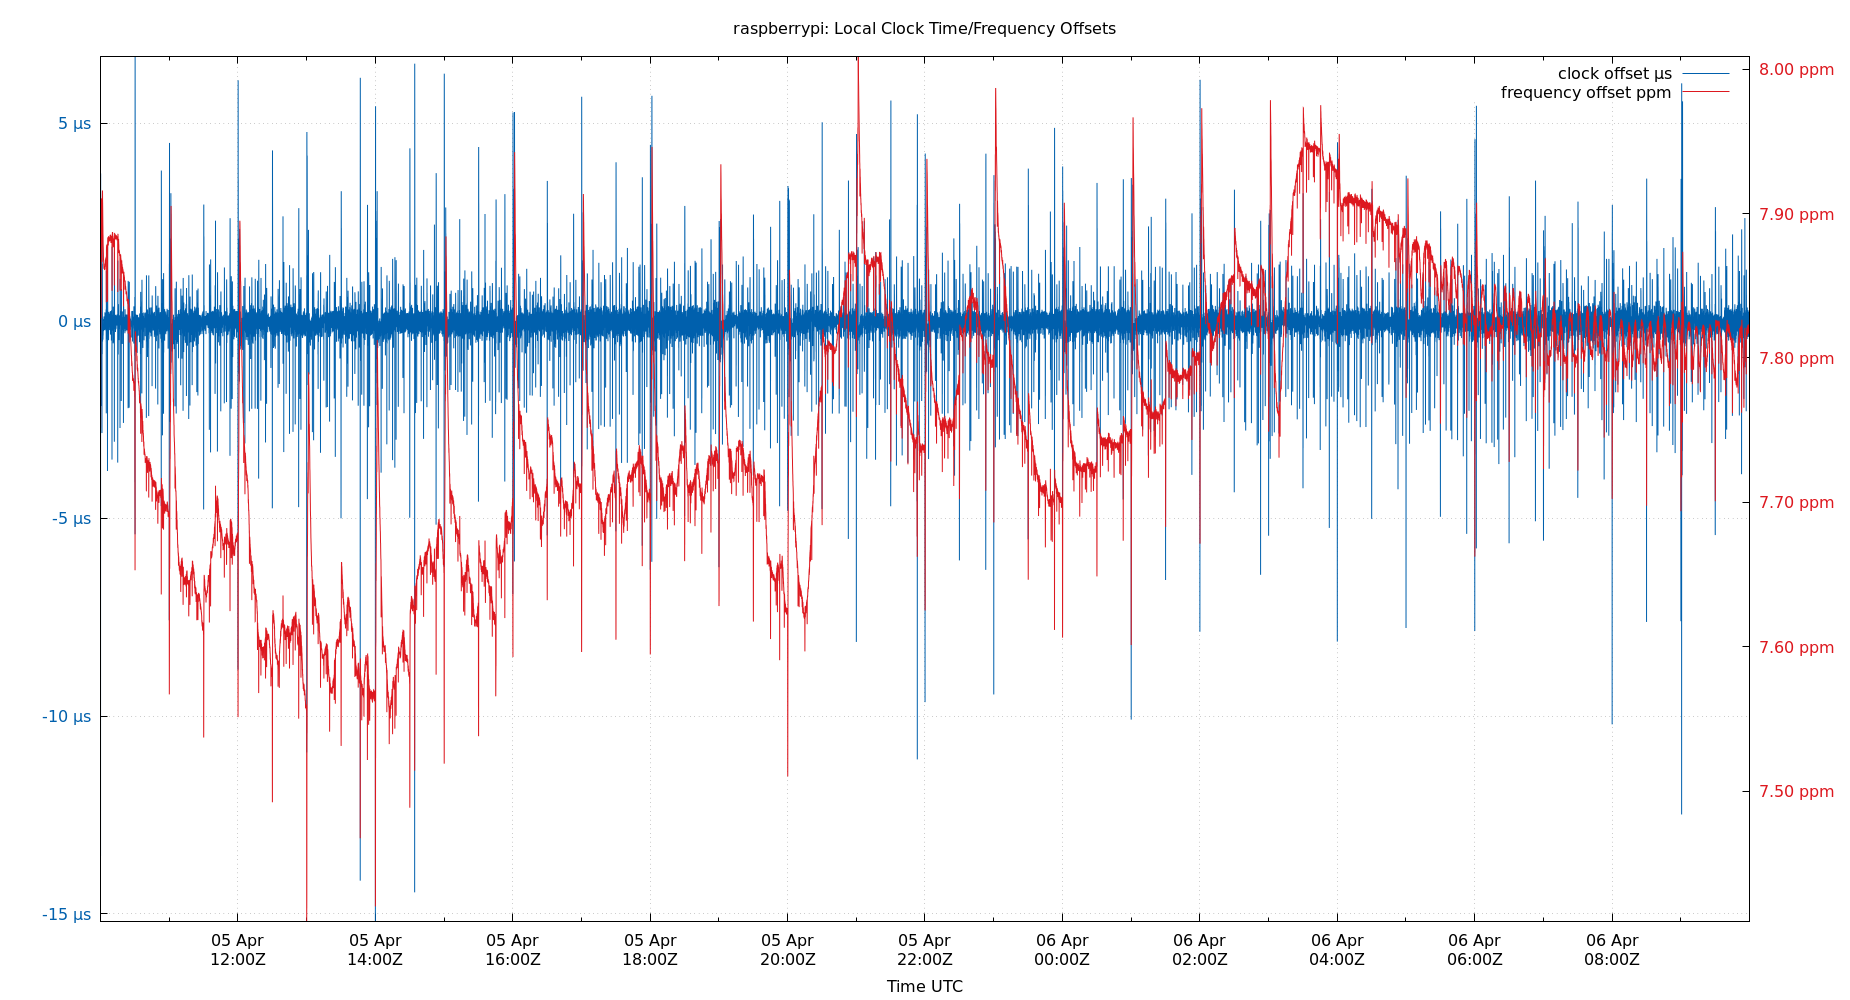 raspberrypi: Local Clock Time/Frequency Offsets
clock offset µs
frequency offset ppm
5 µs
0 µs
-5 µs
-10 µs
-15 µs
8.00 ppm
7.90 ppm
7.80 ppm
7.70 ppm
7.60 ppm
7.50 ppm
05 Apr
12:00Z
05 Apr
14:00Z
05 Apr
16:00Z
05 Apr
18:00Z
05 Apr
20:00Z
05 Apr
22:00Z
06 Apr
00:00Z
06 Apr
02:00Z
06 Apr
04:00Z
06 Apr
06:00Z
06 Apr
08:00Z
Time UTC